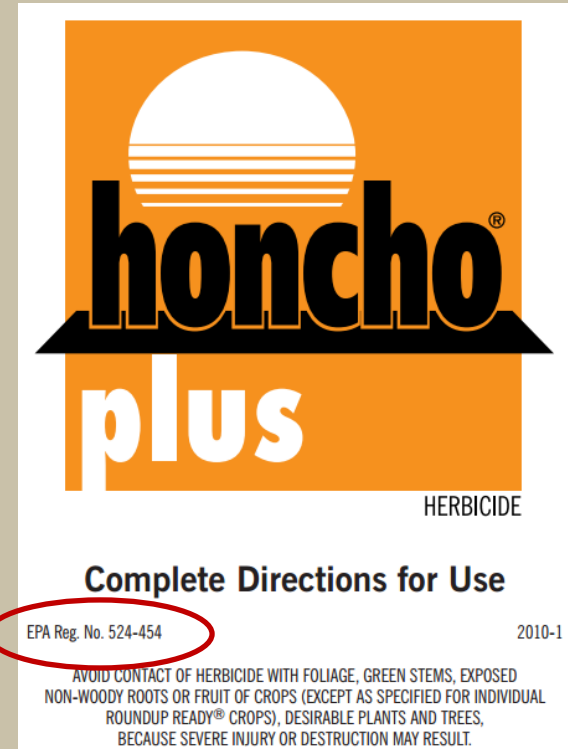 honcho®
plus
HERBICIDE
Complete Directions for Use
EPA Reg. No. 524-454 2010-1
AVOID CONTACT OF HERBICIDE WITH FOLIAGE, GREEN STEMS, EXPOSED
NON-WOODY ROOTS OR FRUIT OF CROPS (EXCEPT AS SPECIFIED FOR INDIVIDUAL
ROUNDUP READY® CROPS), DESIRABLE PLANTS AND TREES,
BECAUSE SEVERE INJURY OR DESTRUCTION MAY RESULT.